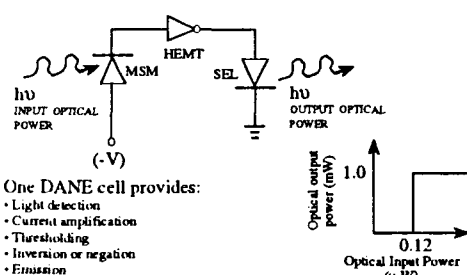 HEMT
MSM
SEL
hυ
INPUT OPTICAL
POWER
hυ
OUTPUT OPTICAL
POWER
(-V)
One DANE cell provides:
• Light detection
• Current amplification
• Thresholding
• Inversion or negation
• Emission
Optical output
power (mW)
1.0
0.12
Optical Input Power